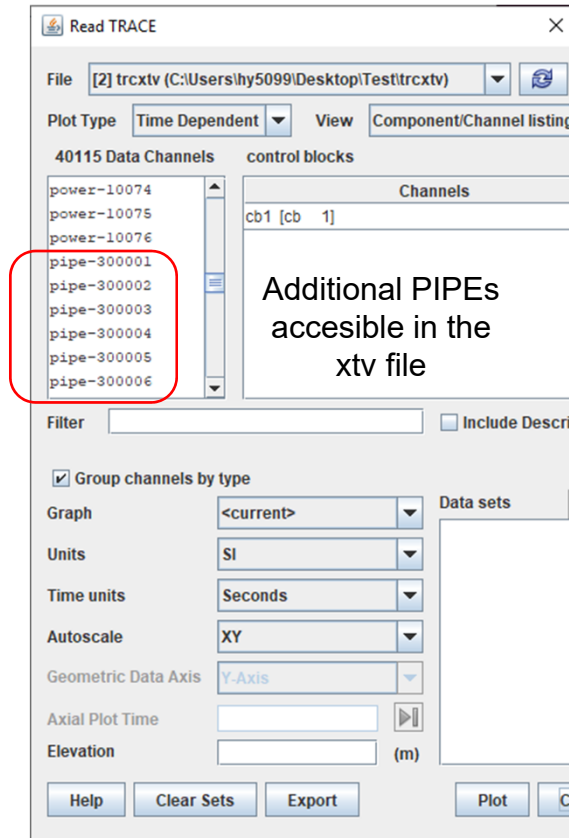 Read TRACE
File [2] trcxtv (C:\Users\hy5099\Desktop\Test\trcxtv)
Plot Type Time Dependent View Component/Channel listing
40115 Data Channels control blocks
power-10074
power-10075
power-10076
pipe-300001
pipe-300002
pipe-300003
pipe-300004
pipe-300005
pipe-300006
Channels
cb1 [cb 1]
Additional PIPEs
accesible in the
xtv file
Filter Include Descri
Group channels by type
Graph <current> Data sets
Units SI
Time units Seconds
Autoscale XY
Geometric Data Axis Y-Axis
Axial Plot Time
Elevation (m)
Help Clear Sets Export Plot C